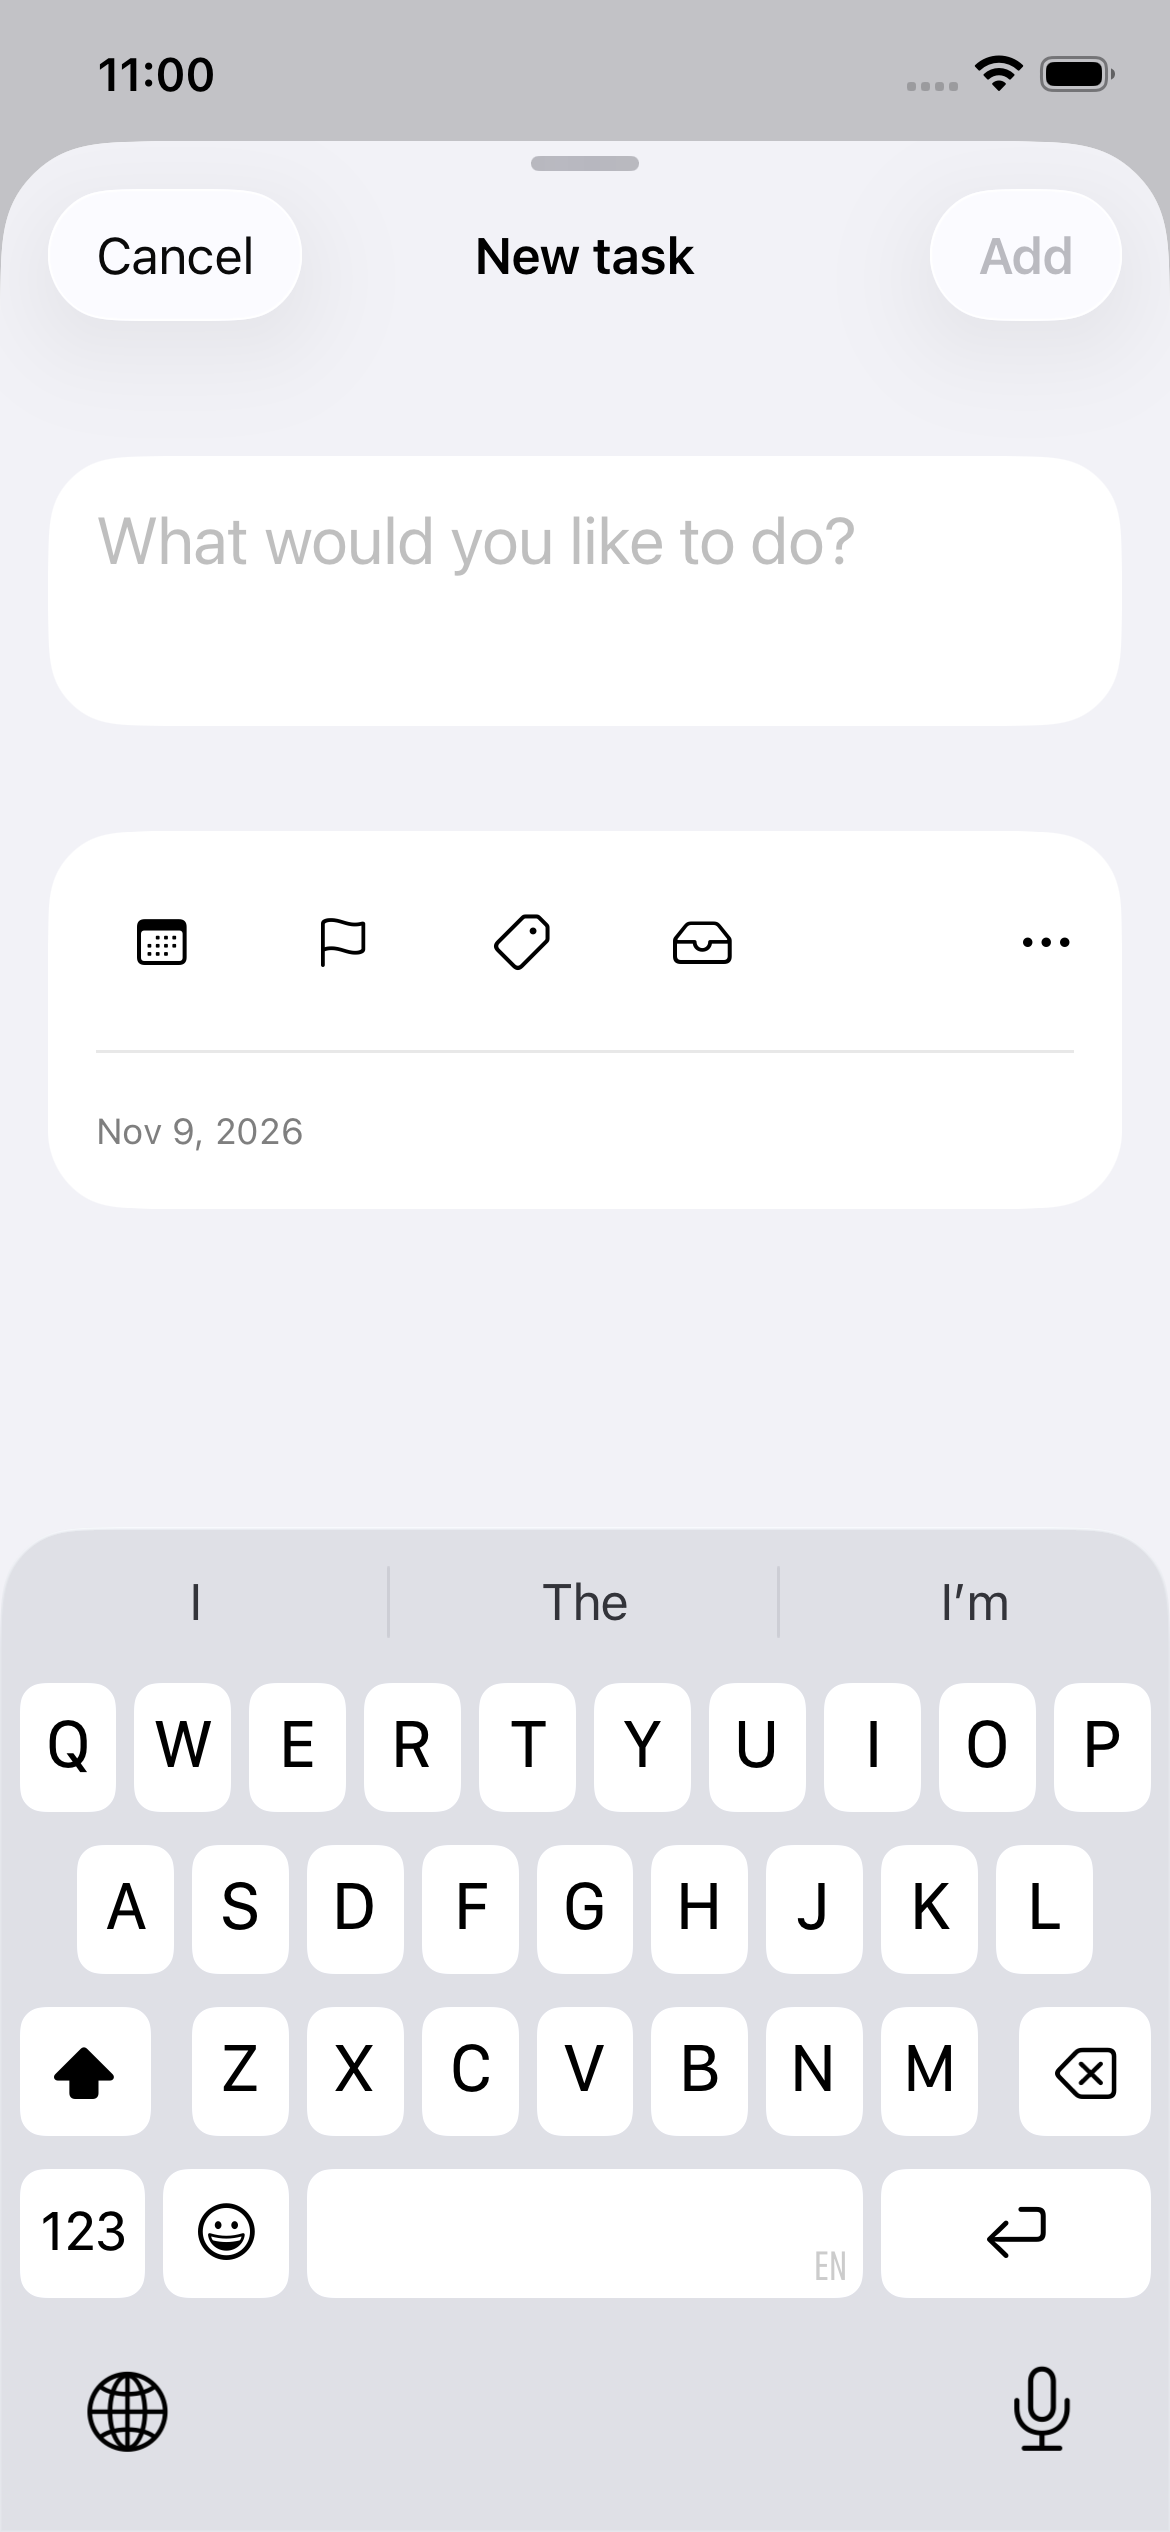 11:00
Cancel New task Add
What would you like to do?
Nov 9, 2026
I The I’m
Q W E R T Y U I O P
A S D F G H J K L
Z X C V B N M
123 EN